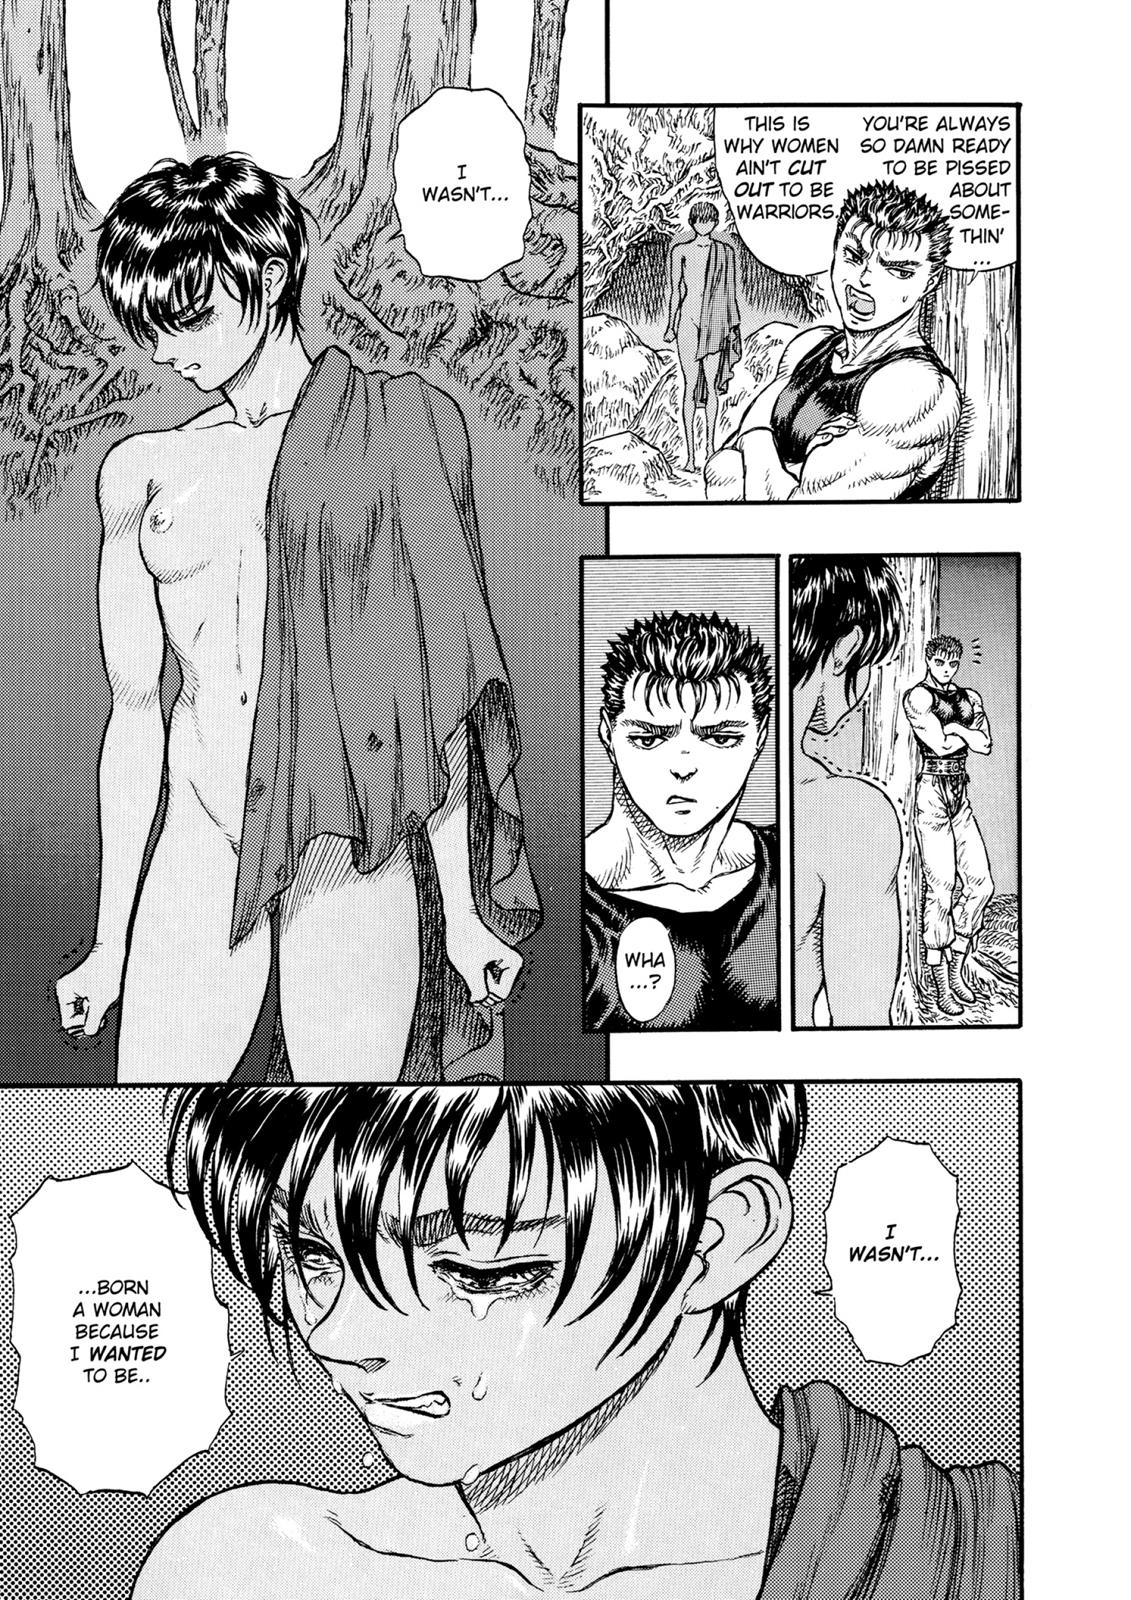 YOU'RE ALWAYS
SO DAMN READY
TO BE PISSED
ABOUT
SOME-
THIN'
...
THIS IS
WHY WOMEN
AIN'T CUT
OUT TO BE
WARRIORS.
WHA
...?
I
WASN'T...
I
WASN'T...
...BORN
A WOMAN
BECAUSE
I WANTED
TO BE..